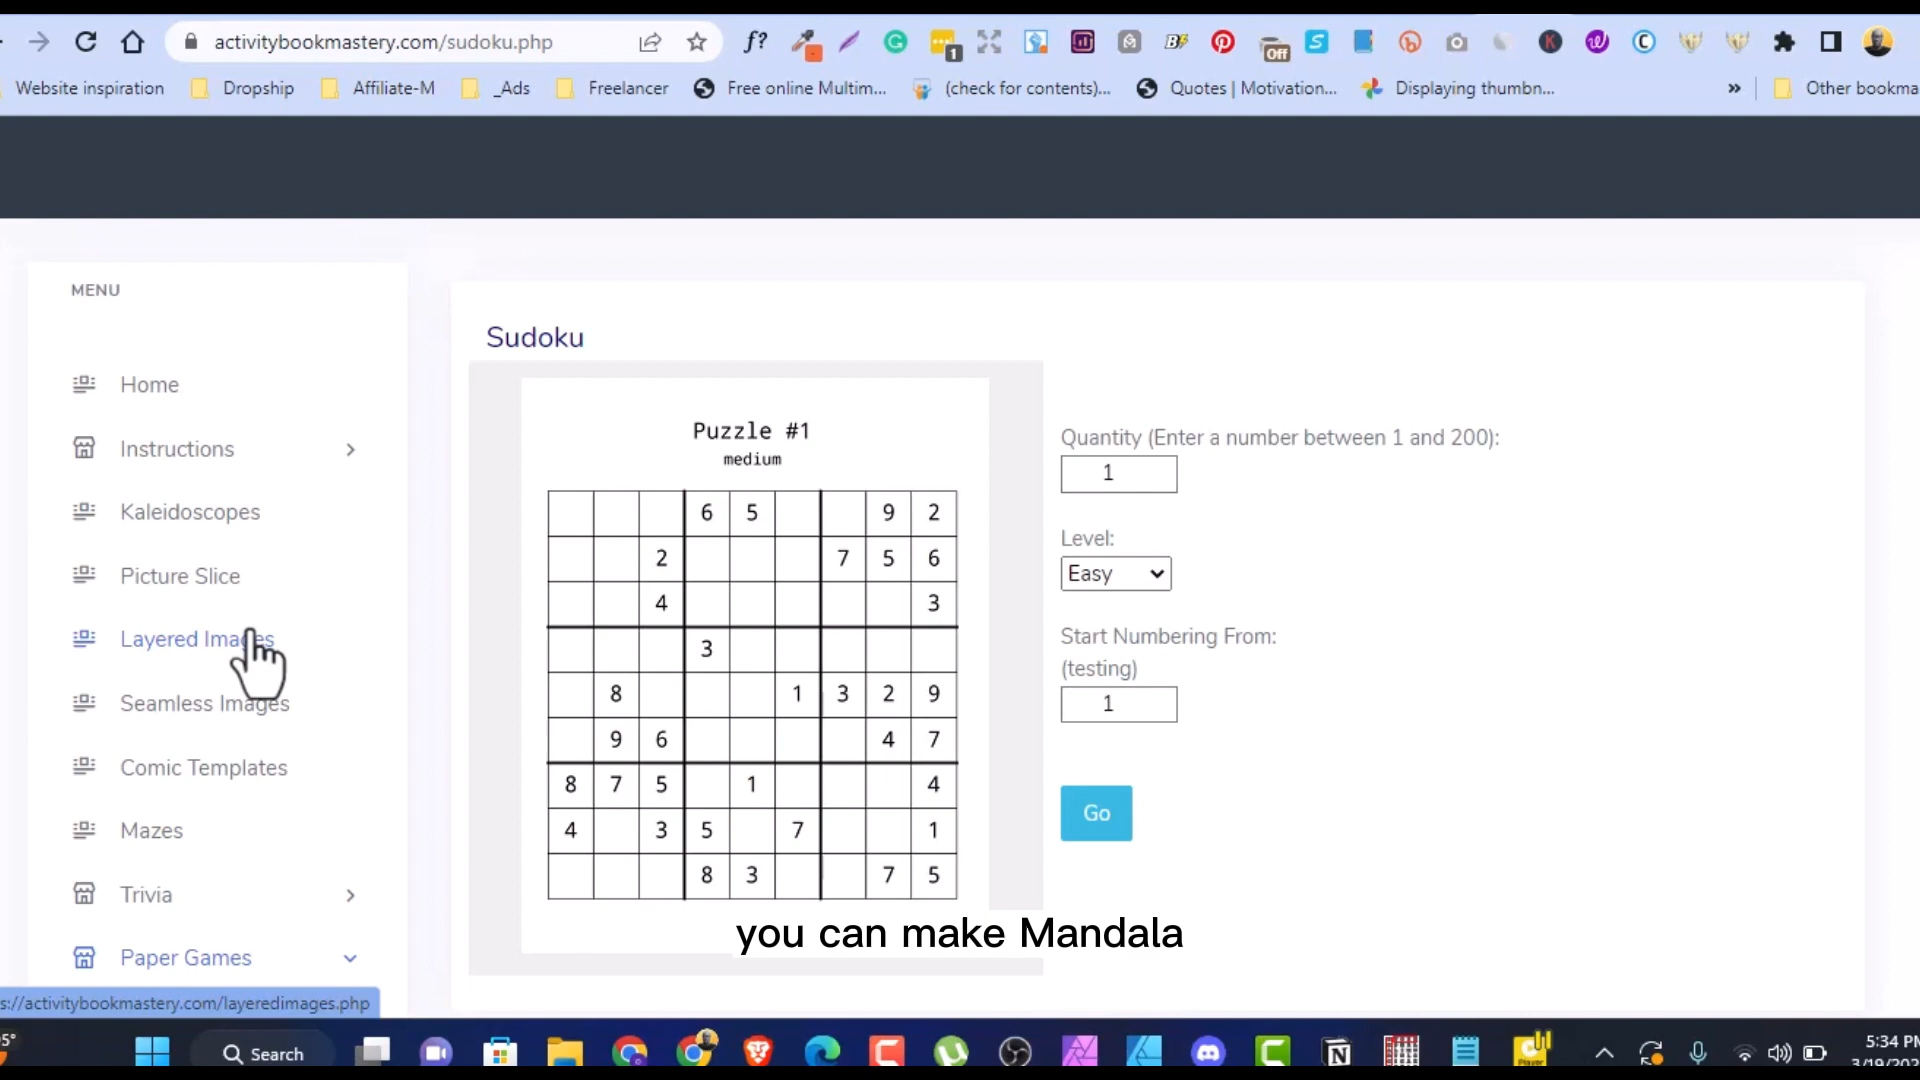 activitybookmastery.com/sudoku.php
f?
1
Off
Website inspiration
Dropship
Affiliate-M
_Ads
Freelancer
Free online Multim...
(check for contents)...
Quotes | Motivation...
Displaying thumbn...
»
Other bookma
MENU
Home
Instructions
Kaleidoscopes
Picture Slice
Layered Images
Seamless Images
Comic Templates
Mazes
Trivia
Paper Games
Sudoku
Puzzle #1
medium
6 5 9 2
2 7 5 6
4 3
3
8 1 3 2 9
9 6 4 7
8 7 5 1 4
4 3 5 7 1
8 3 7 5
Quantity (Enter a number between 1 and 200):
1
Level:
Easy
Start Numbering From:
(testing)
1
Go
you can make Mandala
s://activitybookmastery.com/layeredimages.php
5°
Search
5:34 PM